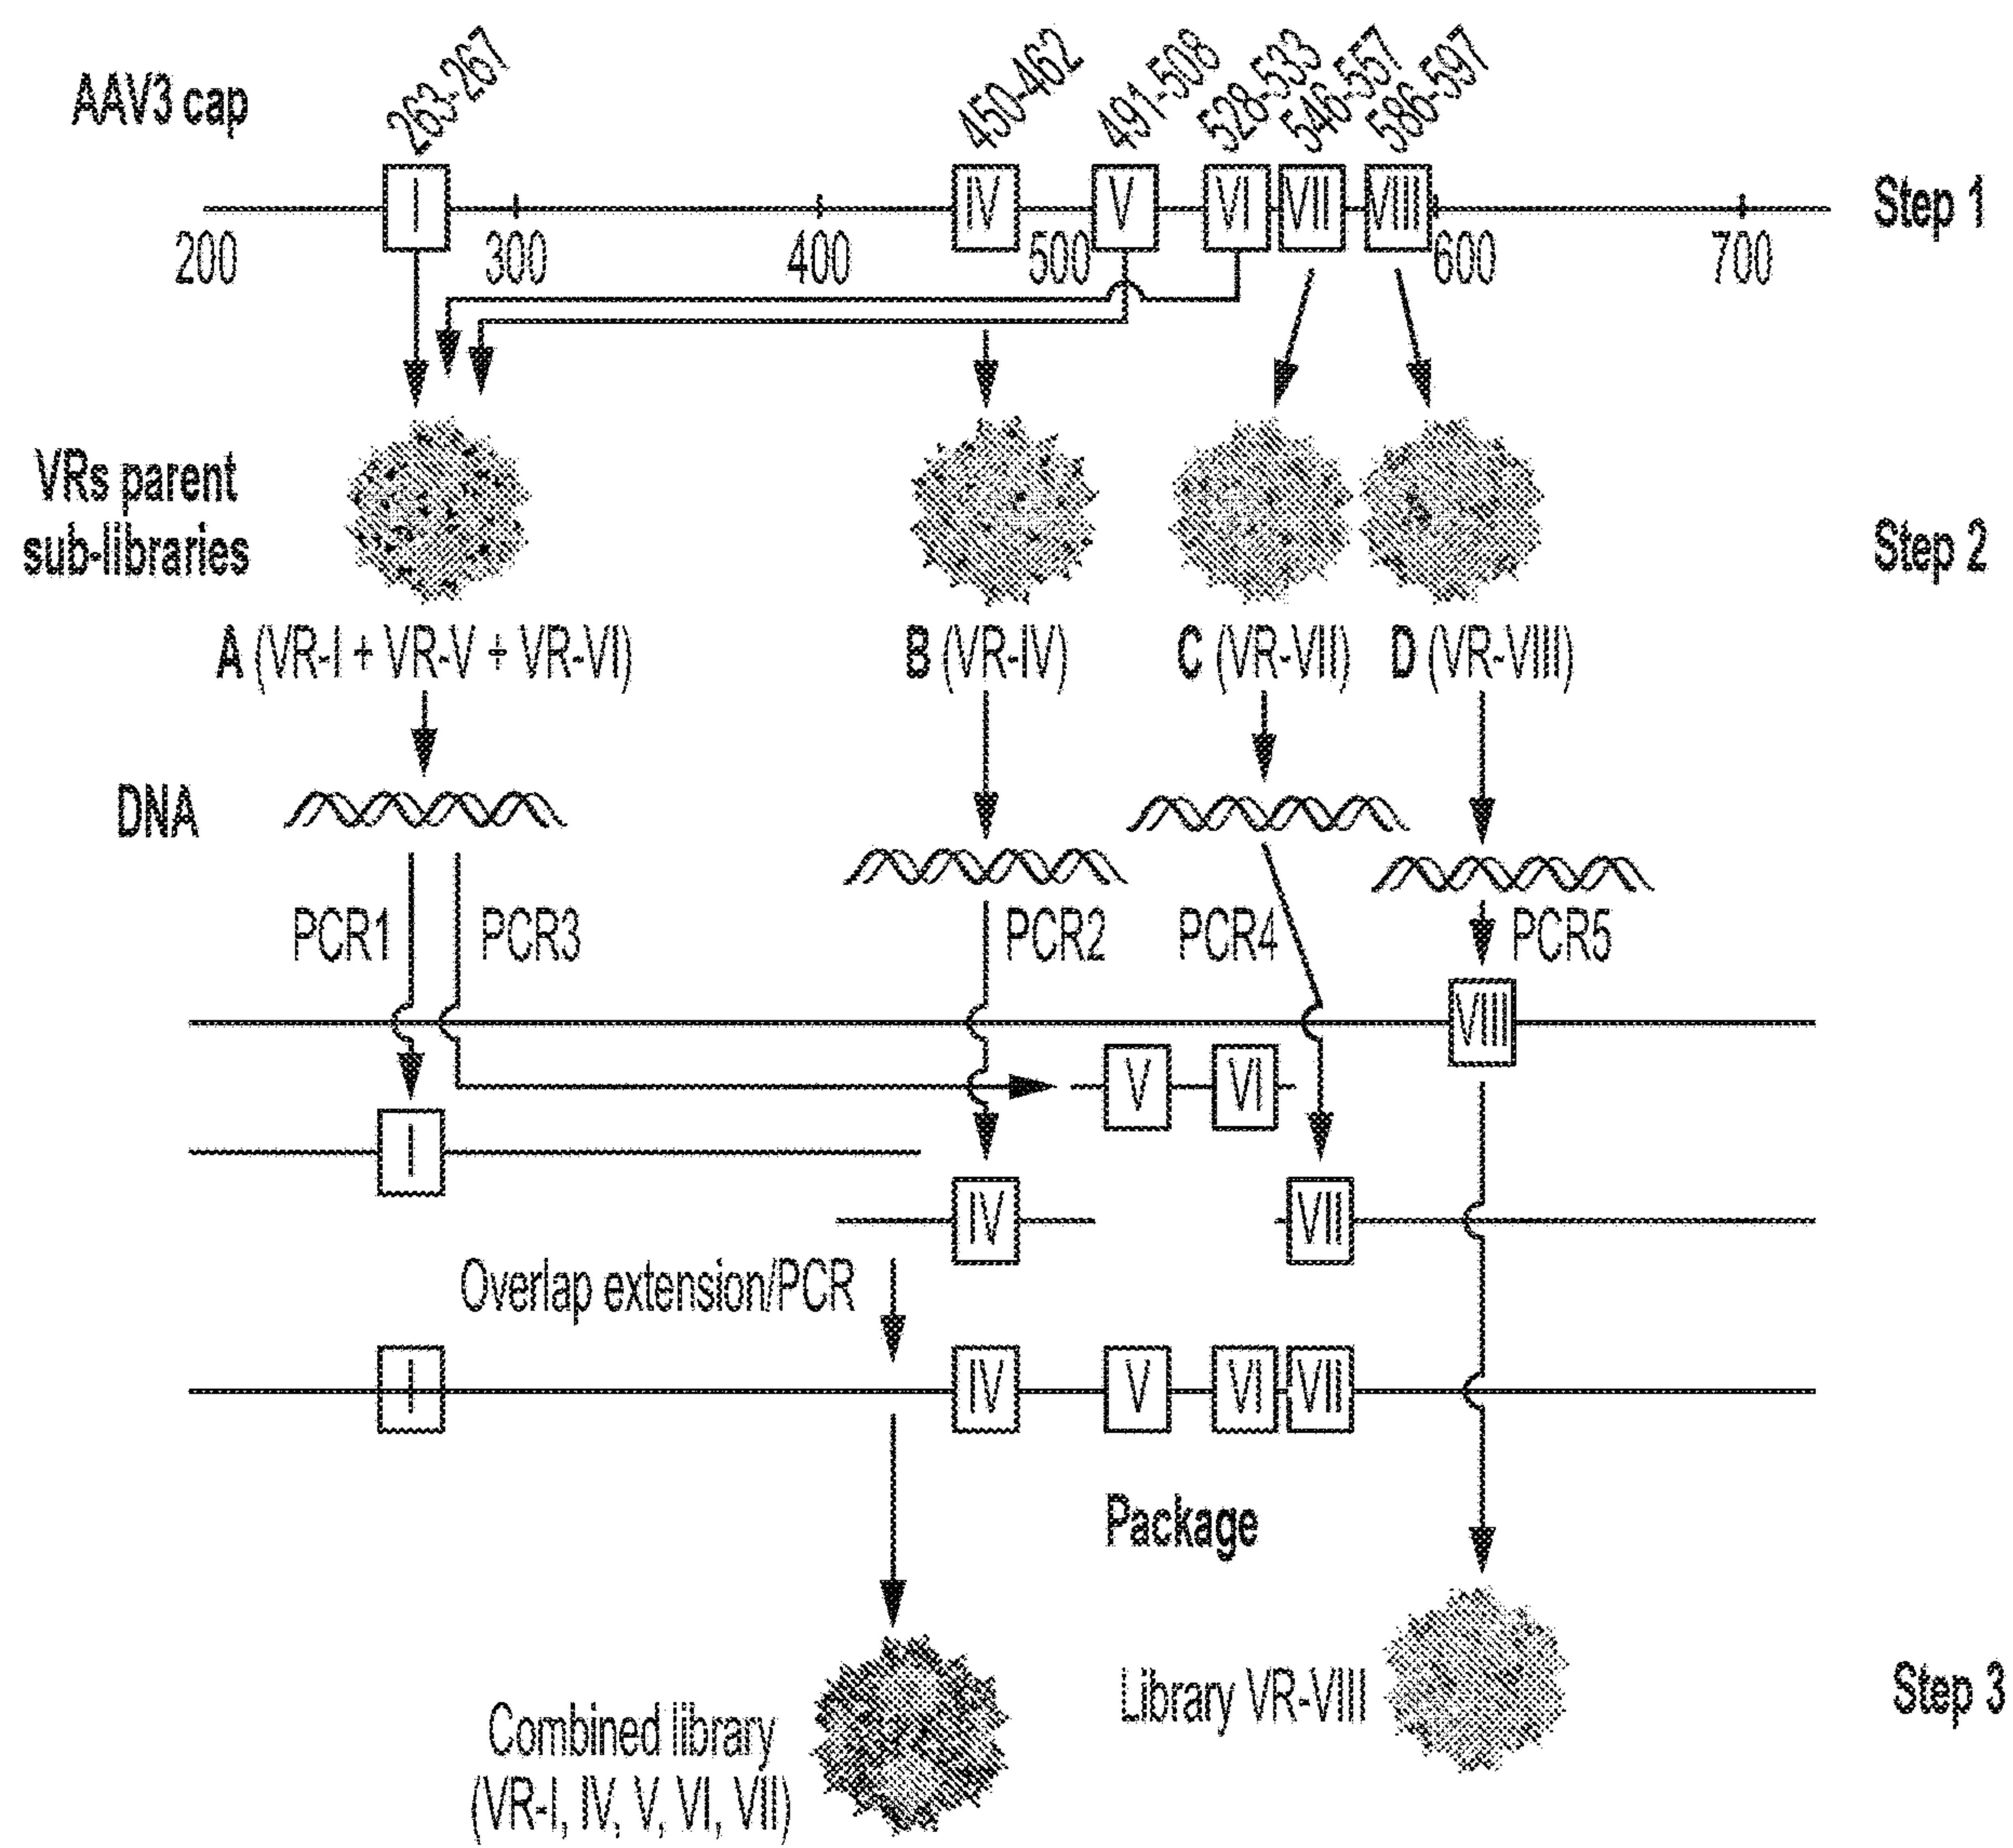 AAV3 cap
263-267
450-462
491-508
528-533
546-557
586-597
I
IV
V
VI
VII
VIII
Step 1
200
300
400
500
600
700
VRs parent
sub-libraries
Step 2
A (VR-I + VR-V + VR-VI)
B (VR-IV)
C (VR-VII)
D (VR-VIII)
DNA
PCR1
PCR3
PCR2
PCR4
PCR5
VIII
V
VI
I
IV
VII
Overlap extension/PCR
I
IV
V
VI
VII
Package
Combined library
(VR-I, IV, V, VI, VII)
Library VR-VIII
Step 3